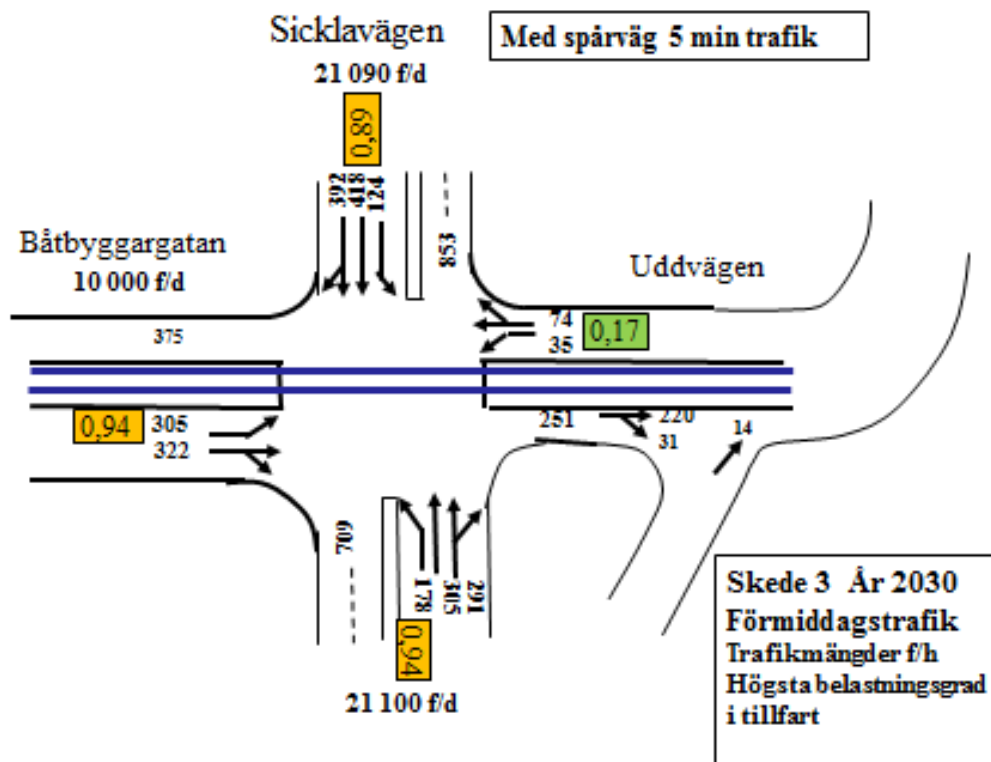 Sicklavägen
21 090 f/d
Med spårväg 5 min trafik
0,89
392
418
124
853
Båtbyggargatan
10 000 f/d
Uddvägen
375
74
35
0,17
0,94
305
322
251
220
31
14
709
178
305
291
0,94
21 100 f/d
Skede 3 År 2030
Förmiddagstrafik
Trafikmängder f/h
Högsta belastningsgrad
i tillfart